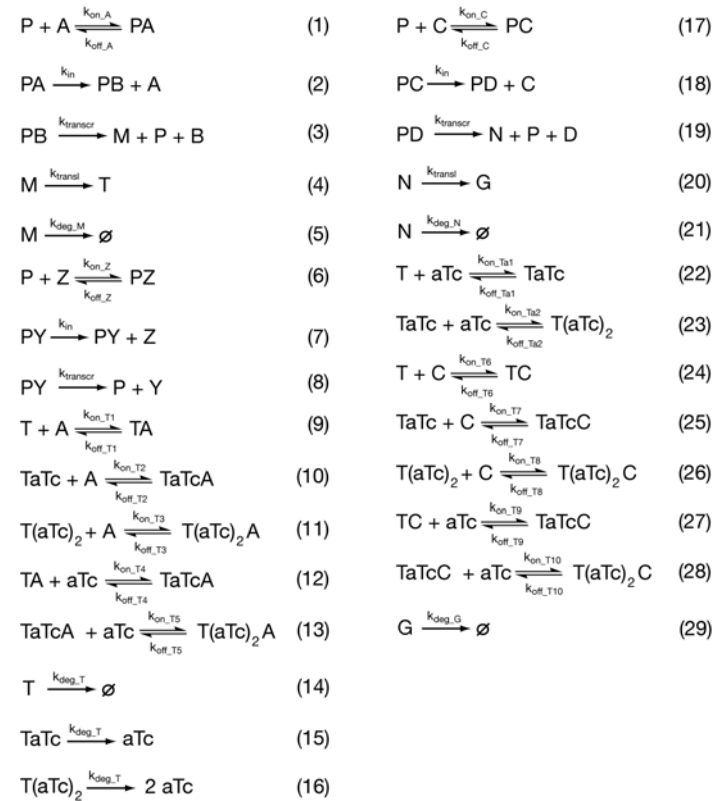 P + A ⇌ PA (k_on_A, k_off_A) (1)
PA → PB + A (k_in) (2)
PB → M + P + B (k_transcr) (3)
M → T (k_transl) (4)
M → ∅ (k_deg_M) (5)
P + Z ⇌ PZ (k_on_Z, k_off_Z) (6)
PY → PY + Z (k_in) (7)
PY → P + Y (k_transcr) (8)
T + A ⇌ TA (k_on_T1, k_off_T1) (9)
TaTc + A ⇌ TaTcA (k_on_T2, k_off_T2) (10)
T(aTc)₂ + A ⇌ T(aTc)₂A (k_on_T3, k_off_T3) (11)
TA + aTc ⇌ TaTcA (k_on_T4, k_off_T4) (12)
TaTcA + aTc ⇌ T(aTc)₂A (k_on_T5, k_off_T5) (13)
T → ∅ (k_deg_T) (14)
TaTc → aTc (k_deg_T) (15)
T(aTc)₂ → 2 aTc (k_deg_T) (16)
P + C ⇌ PC (k_on_C, k_off_C) (17)
PC → PD + C (k_in) (18)
PD → N + P + D (k_transcr) (19)
N → G (k_transl) (20)
N → ∅ (k_deg_N) (21)
T + aTc ⇌ TaTc (k_on_Ta1, k_off_Ta1) (22)
TaTc + aTc ⇌ T(aTc)₂ (k_on_Ta2, k_off_Ta2) (23)
T + C ⇌ TC (k_on_T6, k_off_T6) (24)
TaTc + C ⇌ TaTcC (k_on_T7, k_off_T7) (25)
T(aTc)₂ + C ⇌ T(aTc)₂C (k_on_T8, k_off_T8) (26)
TC + aTc ⇌ TaTcC (k_on_T9, k_off_T9) (27)
TaTcC + aTc ⇌ T(aTc)₂C (k_on_T10, k_off_T10) (28)
G → ∅ (k_deg_G) (29)